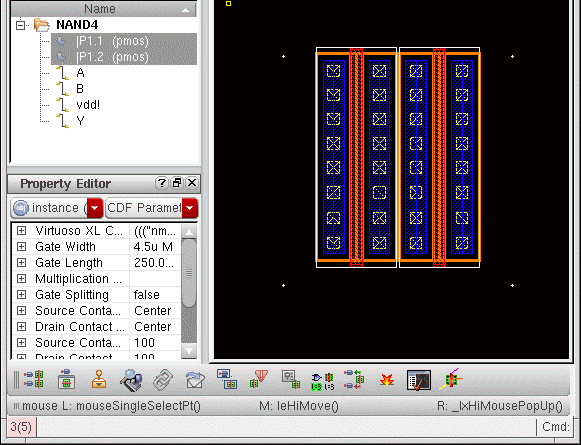 Name
NAND4
|P1.1 (pmos)
|P1.2 (pmos)
A
B
vdd!
Y
Property Editor
instance (
CDF Paramet
Virtuoso XL C... ((("nm...
Gate Width 4.5u M
Gate Length 250.0...
Multiplication ...
Gate Splitting false
Source Contac... Center
Drain Contact ... Center
Source Conta... 100
Drain Contact 100
mouse L: mouseSingleSelectPt() M: leHiMove() R: _lxHiMousePopUp()
3(5) Cmd: